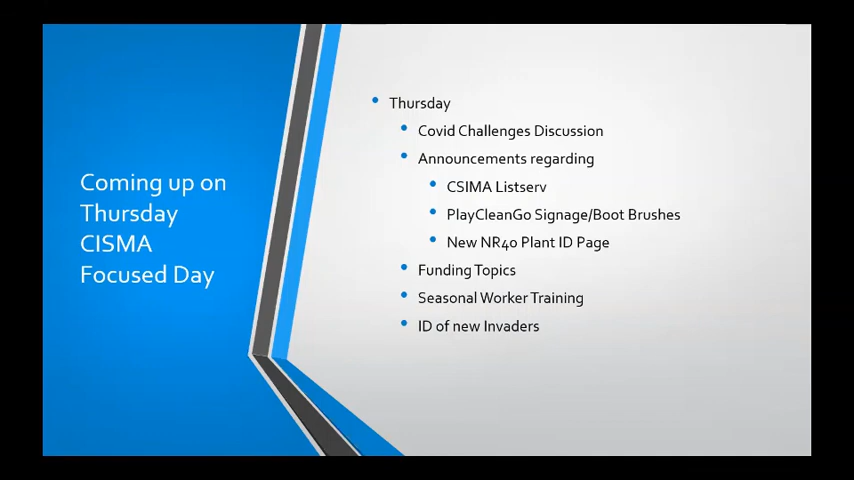 Coming up on
Thursday
CISMA
Focused Day
Thursday
Covid Challenges Discussion
Announcements regarding
CSIMA Listserv
PlayCleanGo Signage/Boot Brushes
New NR40 Plant ID Page
Funding Topics
Seasonal Worker Training
ID of new Invaders